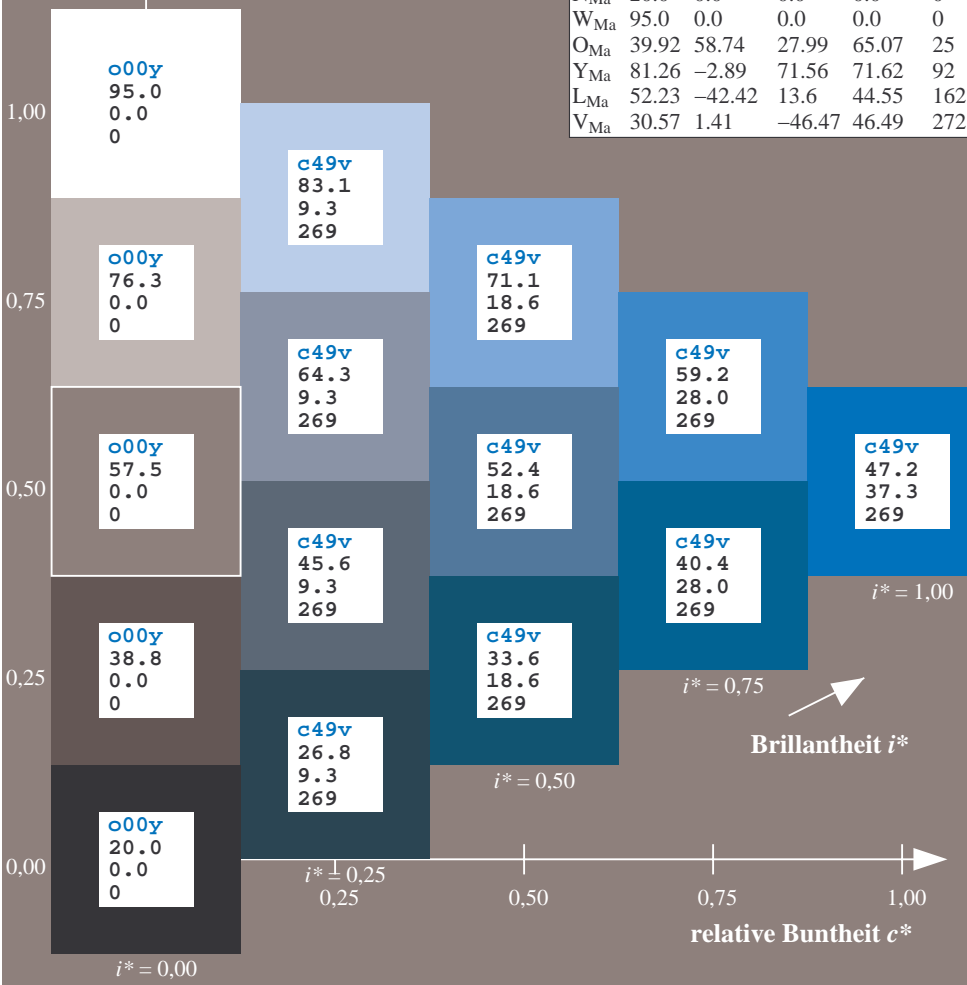 W_Ma 95.0 0.0 0.0 0.0 0
O_Ma 39.92 58.74 27.99 65.07 25
Y_Ma 81.26 −2.89 71.56 71.62 92
L_Ma 52.23 −42.42 13.6 44.55 162
V_Ma 30.57 1.41 −46.47 46.49 272
o00y
95.0
0.0
0
1,00
c49v
83.1
9.3
269
o00y
76.3
0.0
0
c49v
71.1
18.6
269
0,75
c49v
64.3
9.3
269
c49v
59.2
28.0
269
o00y
57.5
0.0
0
c49v
52.4
18.6
269
c49v
47.2
37.3
269
0,50
c49v
45.6
9.3
269
c49v
40.4
28.0
269
i* = 1,00
o00y
38.8
0.0
0
c49v
33.6
18.6
269
0,25
i* = 0,75
c49v
26.8
9.3
269
Brillantheit i*
i* = 0,50
o00y
20.0
0.0
0
0,00
i* = 0,25
0,25 0,50 0,75 1,00
relative Buntheit c*
i* = 0,00